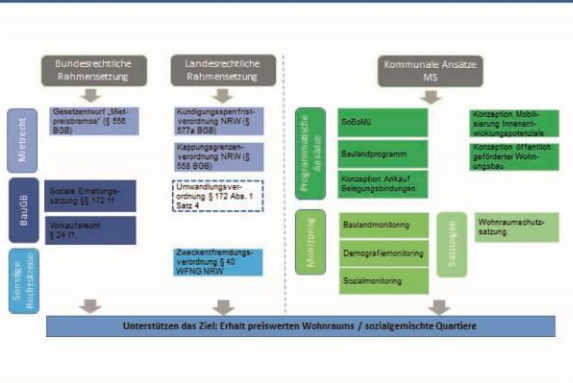 Bundesrechtliche
Rahmensetzung
Landesrechtliche
Rahmensetzung
Kommunale Ansätze
MS
Mietrecht
Gesetzentwurf „Miet-
preisbremse“ (§ 556
BGB)
Kündigungssperrfrist-
verordnung NRW (§
577a BGB)
Kappungsgrenzen-
verordnung NRW (§
558 BGB)
BauGB
Soziale Erhaltungs-
satzung §§ 172 ff
Vorkaufsrecht
§ 24 ff.
Umwandlungsver-
ordnung § 172 Abs. 1
Satz 4
Sonstige
Rechtskreise
Zweckentfremdungs-
verordnung § 40
WFNG NRW
Programmatische
Ansätze
SoBoMü
Baulandprogramm
Konzeption Ankauf
Belegungsbindungen
Konzeption Mobili-
sierung Innenent-
wicklungspotenziale
Konzeption öffentlich
geförderter Wohn-
ungsbau
Monitoring
Baulandmonitoring
Demografiemonitoring
Sozialmonitoring
Satzungen
Wohnraumschutz-
satzung
Unterstützen das Ziel: Erhalt preiswerten Wohnraums / sozialgemischte Quartiere